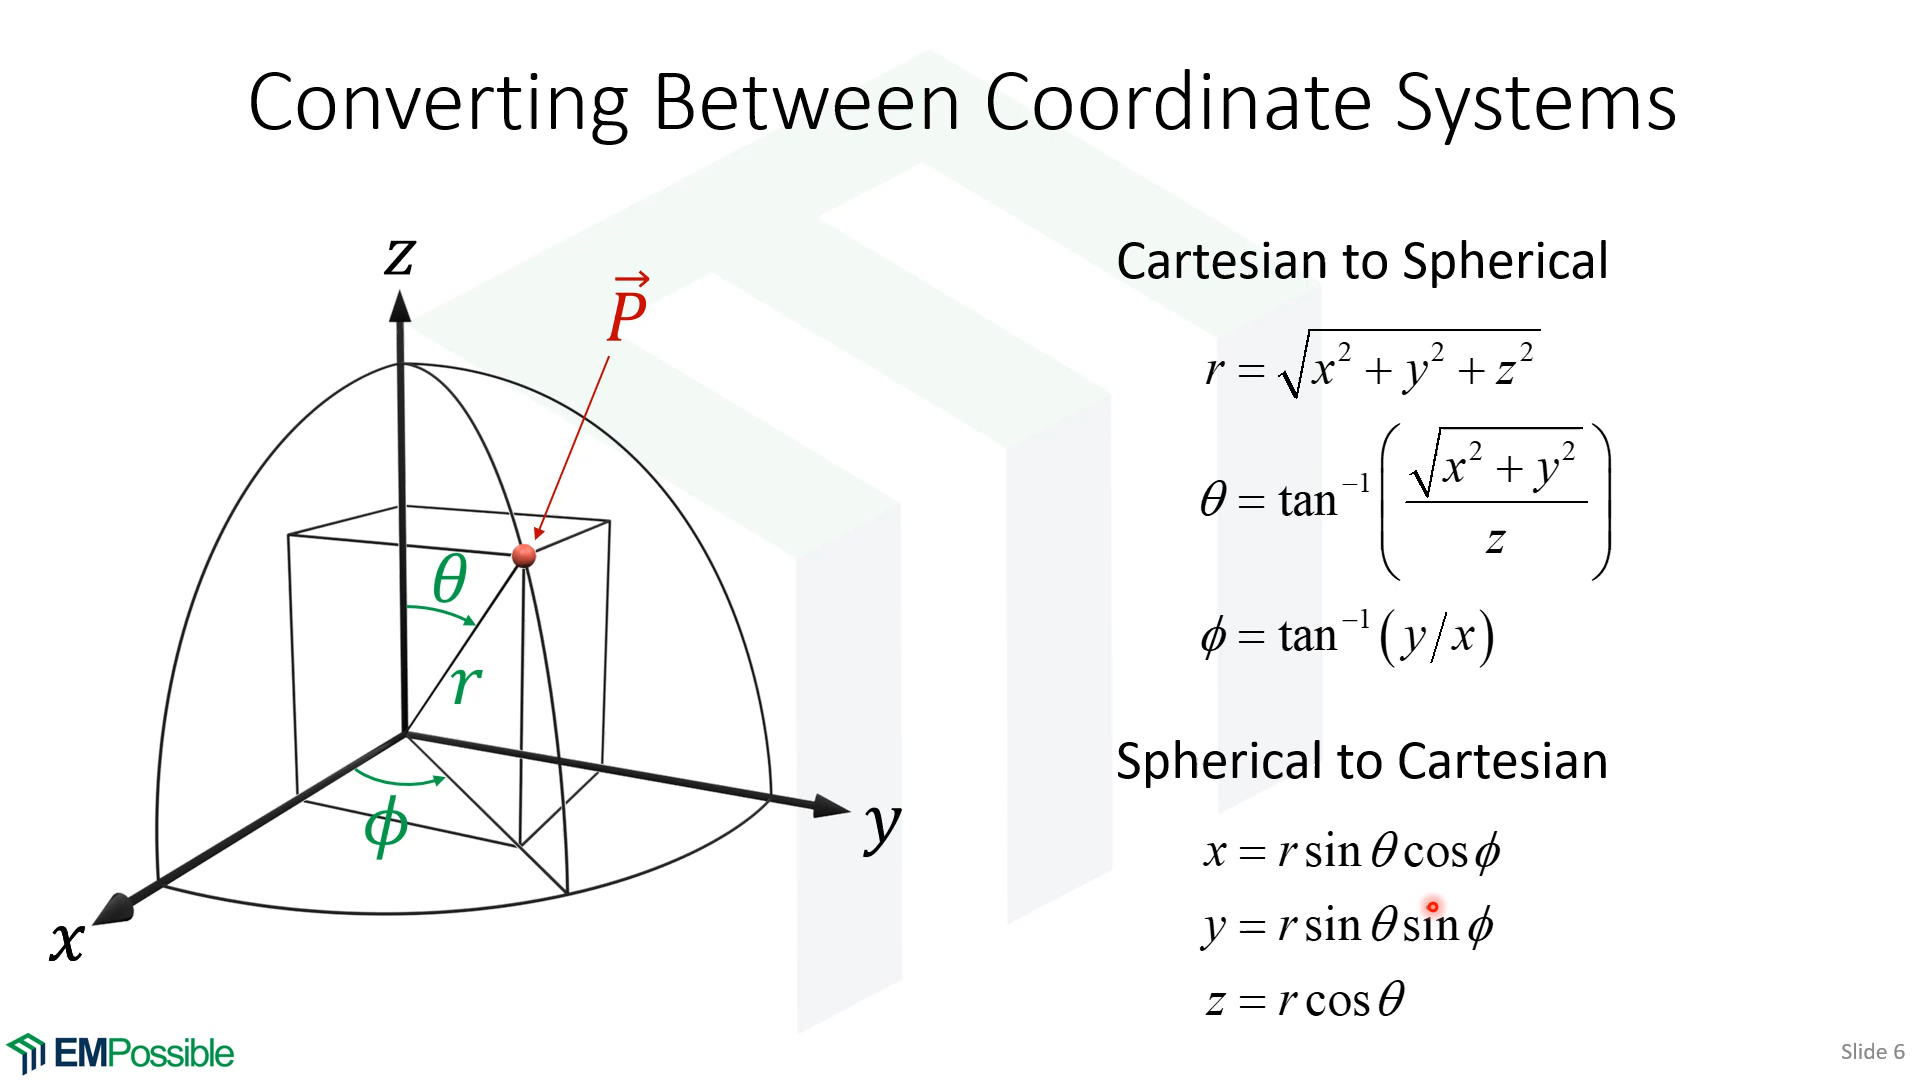 Converting Between Coordinate Systems
z
P⃗
θ
r
ϕ
y
x
Cartesian to Spherical
r = √(x² + y² + z²)
θ = tan⁻¹(√(x² + y²) / z)
ϕ = tan⁻¹(y/x)
Spherical to Cartesian
x = r sin θ cos ϕ
y = r sin θ sin ϕ
z = r cos θ
EMPossible
Slide 6